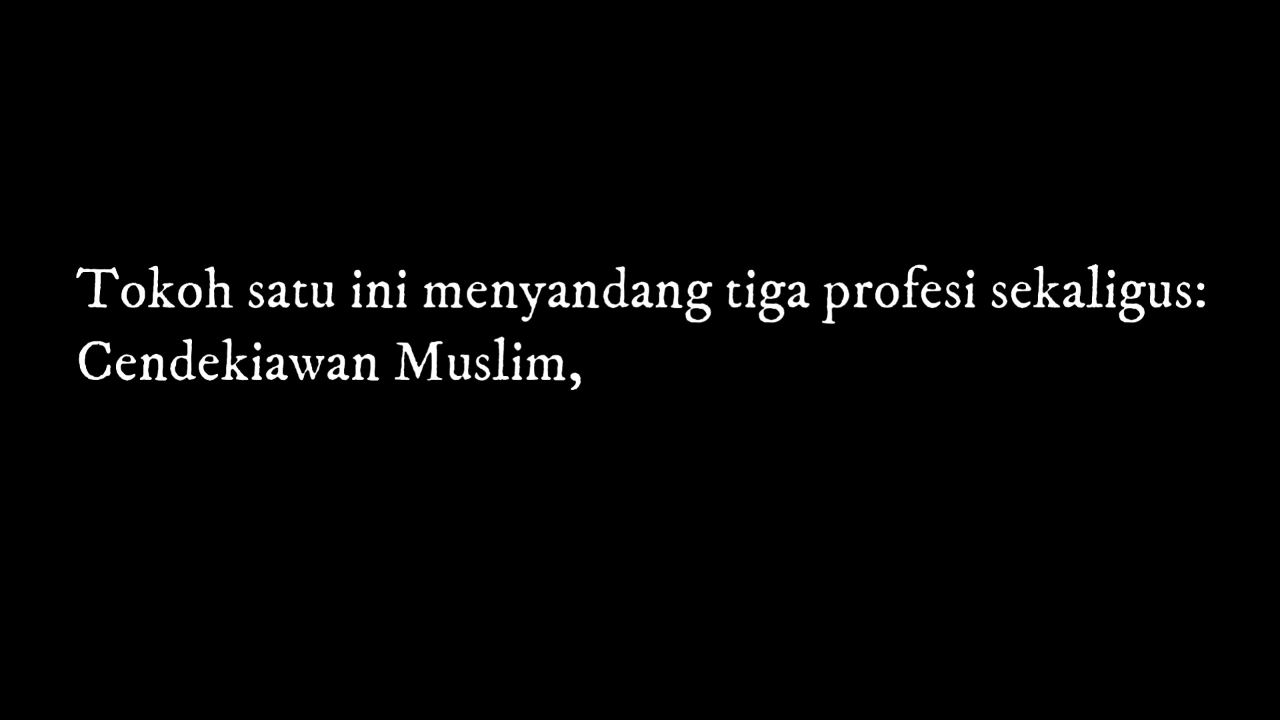 Tokoh satu ini menyandang tiga profesi sekaligus:
Cendekiawan Muslim,